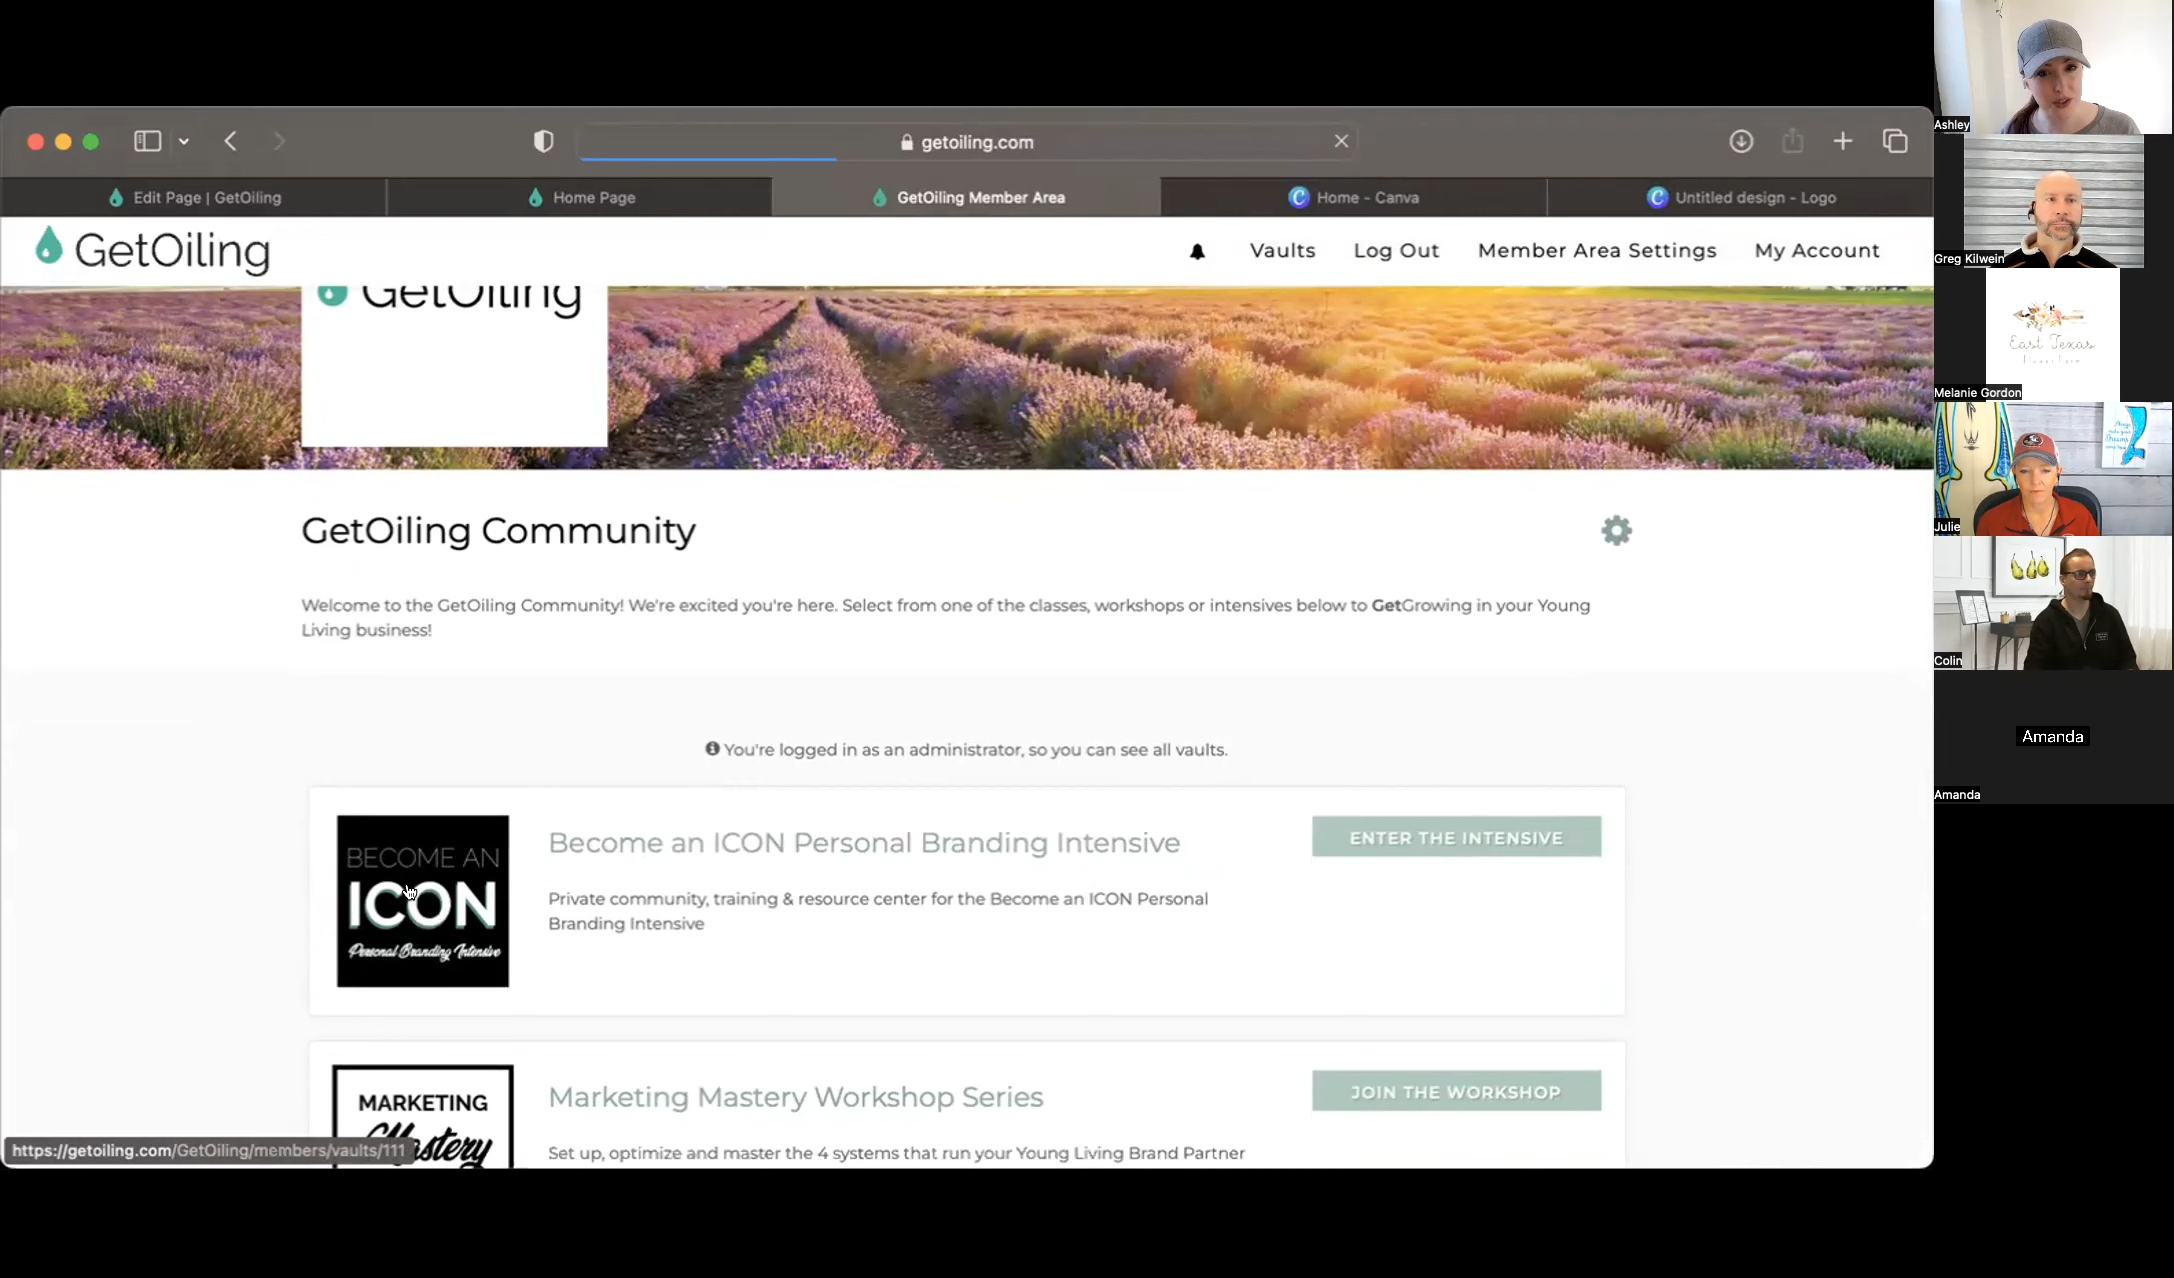 getoiling.com
Edit Page | GetOiling
Home Page
GetOiling Member Area
Home - Canva
Untitled design - Logo
GetOiling
Vaults
Log Out
Member Area Settings
My Account
GetOiling
GetOiling Community
Welcome to the GetOiling Community! We're excited you're here. Select from one of the classes, workshops or intensives below to GetGrowing in your Young
Living business!
You're logged in as an administrator, so you can see all vaults.
BECOME AN
ICON
Personal Branding Intensive
Become an ICON Personal Branding Intensive
ENTER THE INTENSIVE
Private community, training & resource center for the Become an ICON Personal
Branding Intensive
MARKETING
Mastery
Marketing Mastery Workshop Series
JOIN THE WORKSHOP
Set up, optimize and master the 4 systems that run your Young Living Brand Partner
https://getoiling.com/GetOiling/members/vaults/111
Ashley
Greg Kilwein
East Texas
Melanie Gordon
Julie
Colin
Amanda
Amanda